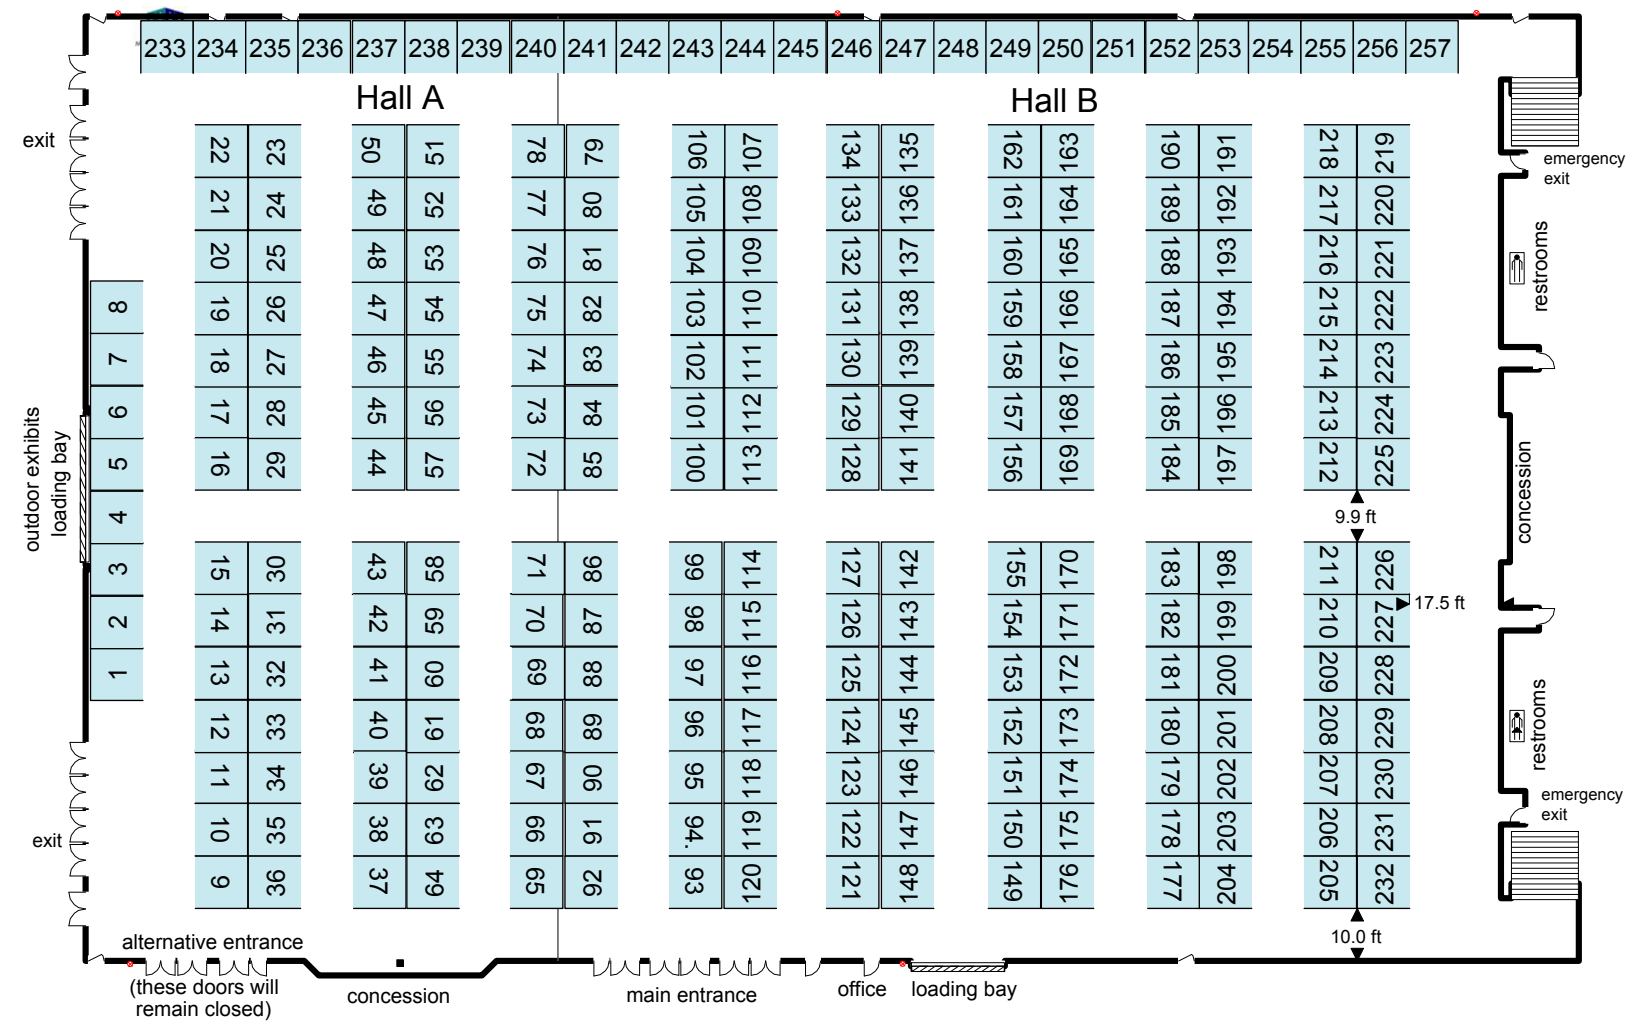 233 234 235 236 237 238 239 240 241 242 243 244 245 246 247 248 249 250 251 252 253 254 255 256 257
Hall A Hall B
22 23 50 51 78 79 106 107 134 135 162 163 190 191 218 219
exit
emergency
exit
21 24 49 52 77 80 105 108 133 136 161 164 189 192 217 220
20 25 48 53 76 81 104 109 132 137 160 165 188 193 216 221
restrooms
8 19 26 47 54 75 82 103 110 131 138 159 166 187 194 215 222
7 18 27 46 55 74 83 102 111 130 139 158 167 186 195 214 223
6 17 28 45 56 73 84 101 112 129 140 157 168 185 196 213 224
5 16 29 44 57 72 85 100 113 128 141 156 169 184 197 212 225
outdoor exhibits
loading bay
concession
4
9.9 ft
3 15 30 43 58 71 86 99 114 127 142 155 170 183 198 211 226
2 14 31 42 59 70 87 98 115 126 143 154 171 182 199 210 227
17.5 ft
1 13 32 41 60 69 88 97 116 125 144 153 172 181 200 209 228
12 33 40 61 68 89 96 117 124 145 152 173 180 201 208 229
restrooms
11 34 39 62 67 90 95 118 123 146 151 174 179 202 207 230
emergency
exit
10 35 38 63 66 91 94. 119 122 147 150 175 178 203 206 231
exit
9 36 37 64 65 92 93 120 121 148 149 176 177 204 205 232
10.0 ft
alternative entrance
(these doors will
remain closed)
concession
main entrance
office
loading bay